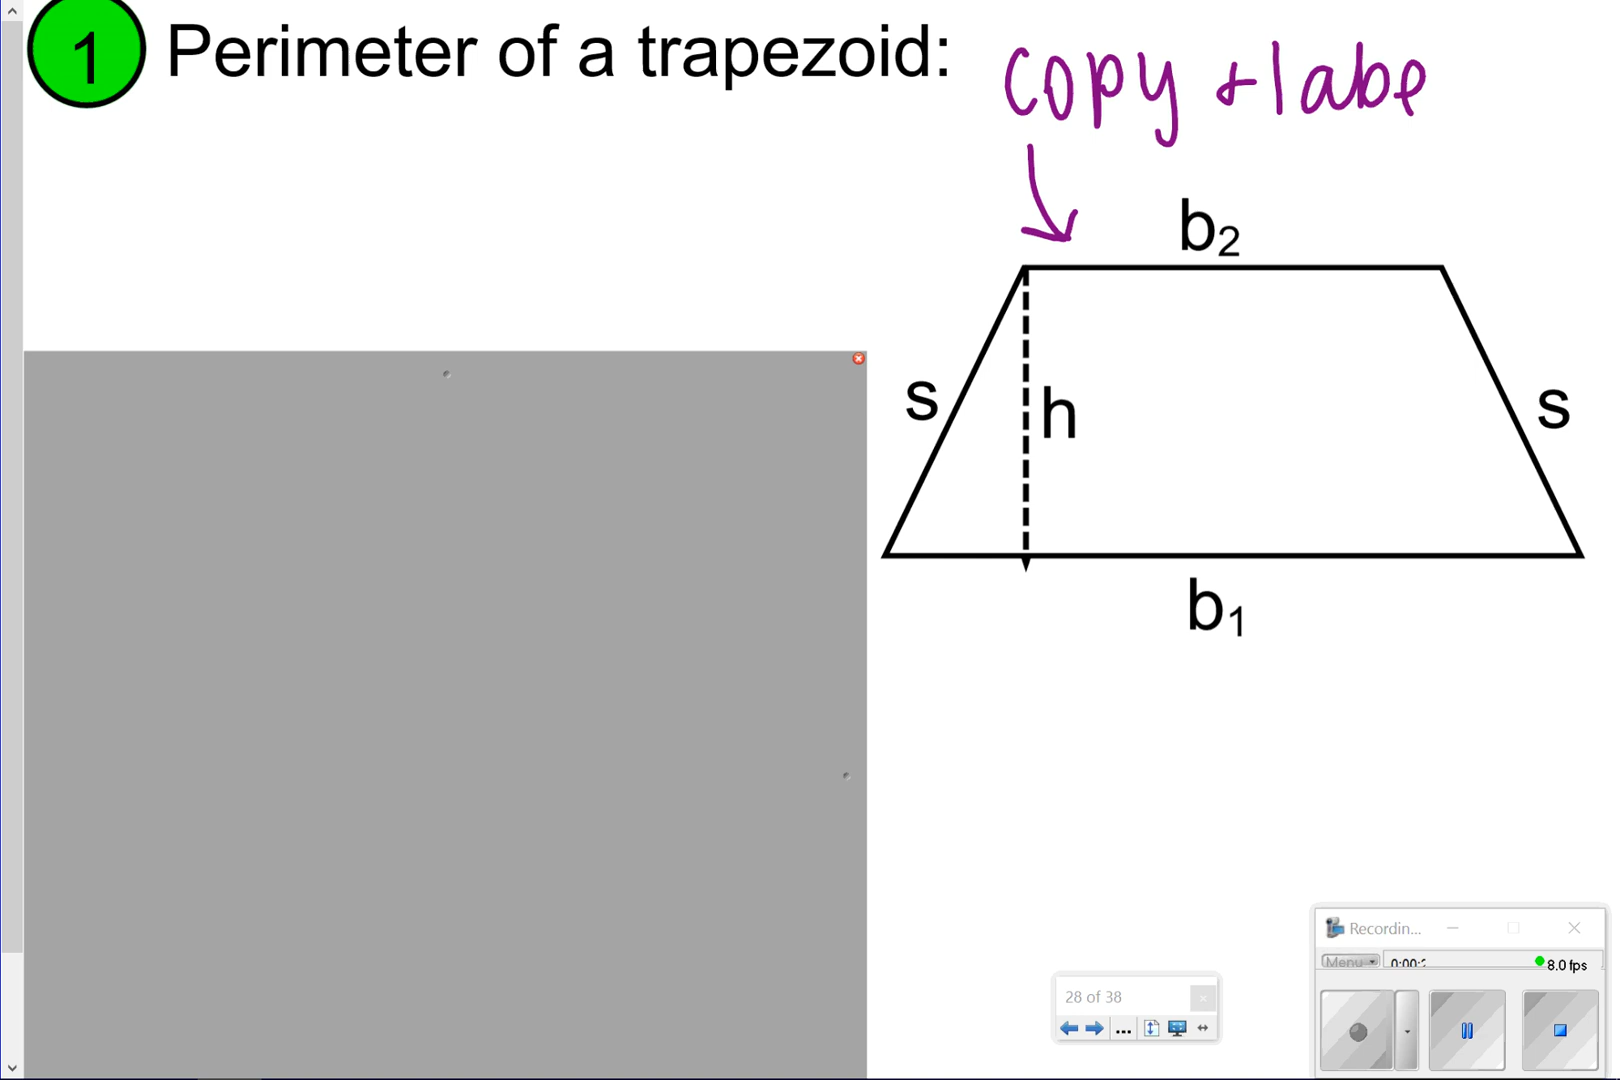 1 Perimeter of a trapezoid:
copy + labe
b₂
s
h
s
b₁
Recordin...
Menu
8.0 fps
28 of 38
...